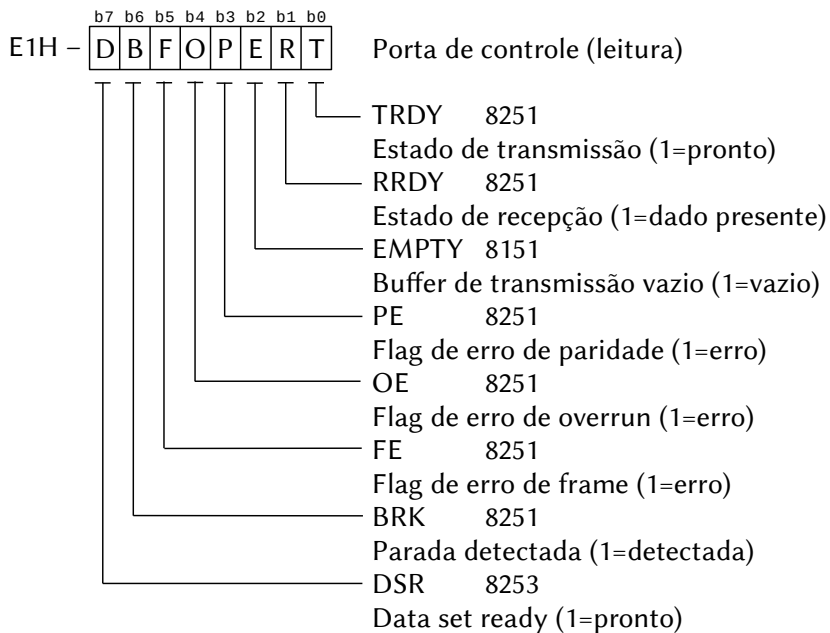 b7 b6 b5 b4 b3 b2 b1 b0
E1H – D B F O P E R T Porta de controle (leitura)
TRDY 8251
Estado de transmissão (1=pronto)
RRDY 8251
Estado de recepção (1=dado presente)
EMPTY 8151
Buffer de transmissão vazio (1=vazio)
PE 8251
Flag de erro de paridade (1=erro)
OE 8251
Flag de erro de overrun (1=erro)
FE 8251
Flag de erro de frame (1=erro)
BRK 8251
Parada detectada (1=detectada)
DSR 8253
Data set ready (1=pronto)